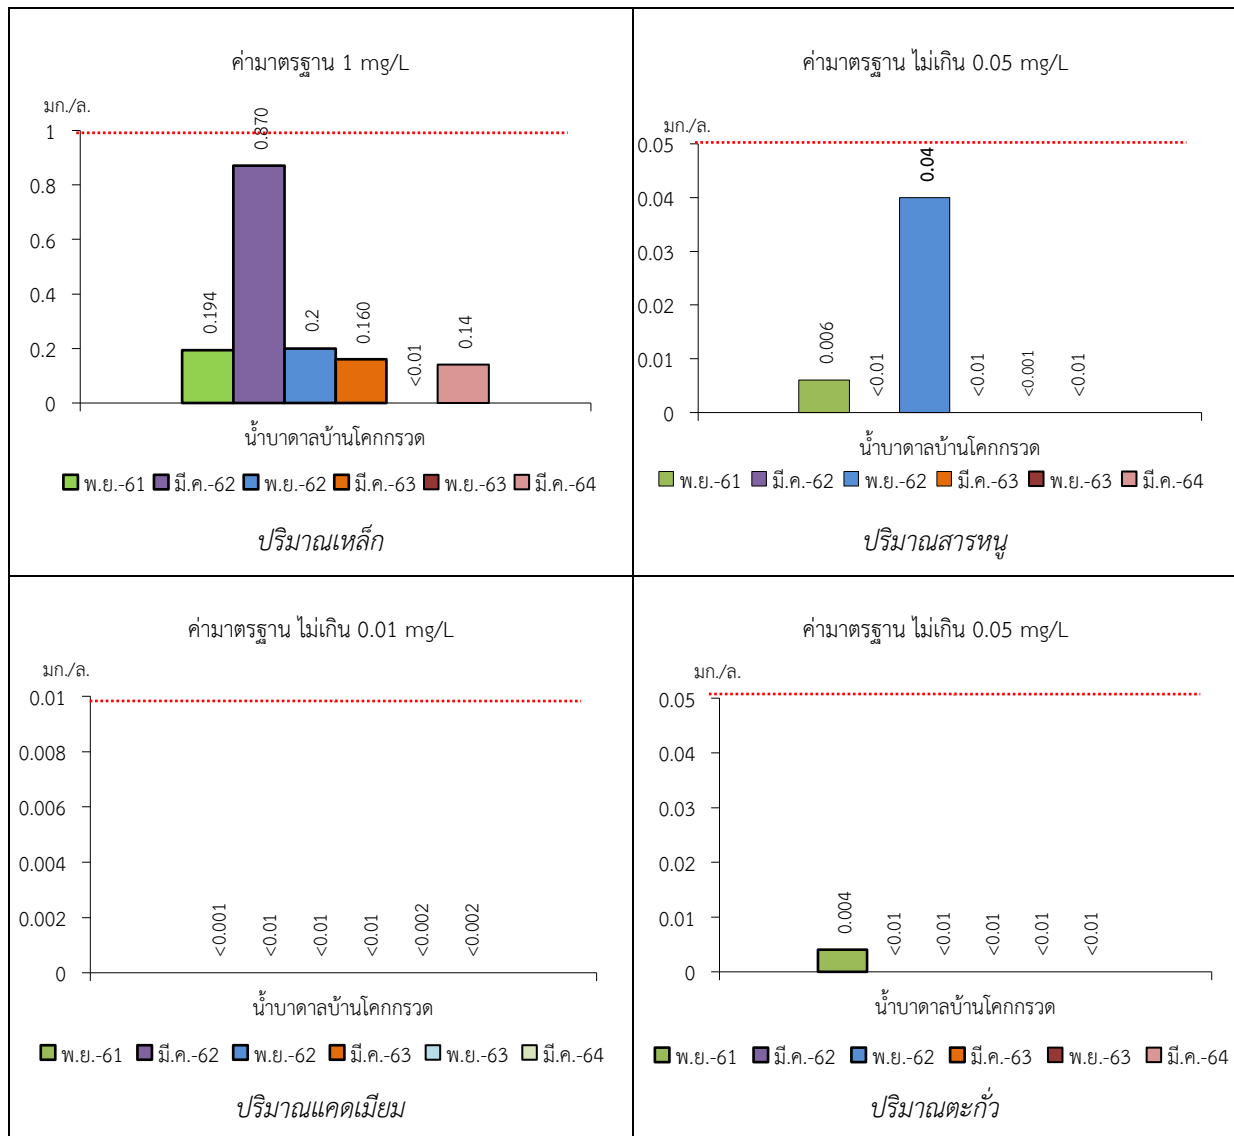 ค่ามาตรฐาน 1 mg/L
มก./ล.
1
0.8
0.6
0.4
0.2
0
0.194
0.870
0.2
0.160
<0.01
0.14
น้ำบาดาลบ้านโคกกรวด
พ.ย.-61 มี.ค.-62 พ.ย.-62 มี.ค.-63 พ.ย.-63 มี.ค.-64
ปริมาณเหล็ก
ค่ามาตรฐาน ไม่เกิน 0.05 mg/L
มก./ล.
0.05
0.04
0.03
0.02
0.01
0
0.006
<0.01
0.04
<0.01
<0.001
<0.01
น้ำบาดาลบ้านโคกกรวด
พ.ย.-61 มี.ค.-62 พ.ย.-62 มี.ค.-63 พ.ย.-63 มี.ค.-64
ปริมาณสารหนู
ค่ามาตรฐาน ไม่เกิน 0.01 mg/L
มก./ล.
0.01
0.008
0.006
0.004
0.002
0
<0.001
<0.01
<0.01
<0.01
<0.002
<0.002
น้ำบาดาลบ้านโคกกรวด
พ.ย.-61 มี.ค.-62 พ.ย.-62 มี.ค.-63 พ.ย.-63 มี.ค.-64
ปริมาณแคดเมียม
ค่ามาตรฐาน ไม่เกิน 0.05 mg/L
มก./ล.
0.05
0.04
0.03
0.02
0.01
0
0.004
<0.01
<0.01
<0.01
<0.01
<0.01
น้ำบาดาลบ้านโคกกรวด
พ.ย.-61 มี.ค.-62 พ.ย.-62 มี.ค.-63 พ.ย.-63 มี.ค.-64
ปริมาณตะกั่ว